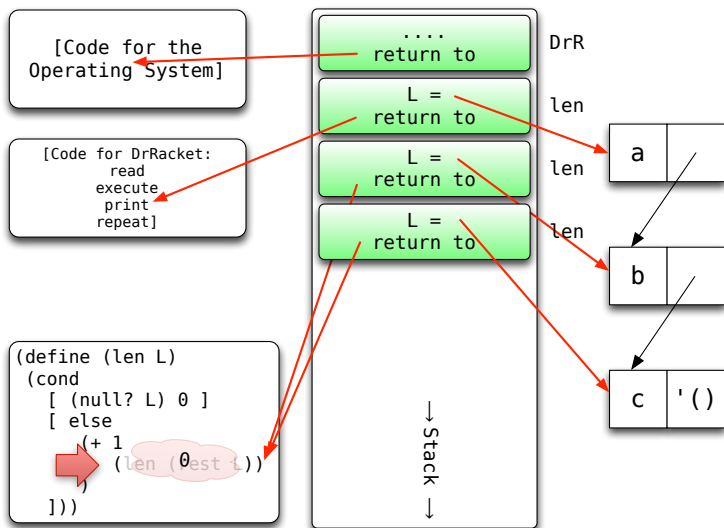 [Code for the
Operating System]
....
return to
DrR
L =
return to
len
[Code for DrRacket:
read
execute
print
repeat]
L =
return to
len
L =
return to
len
a
b
c
'()
(define (len L)
(cond
[ (null? L) 0 ]
[ else
(+ 1
(len (rest L))
0
)
]))
→Stack →